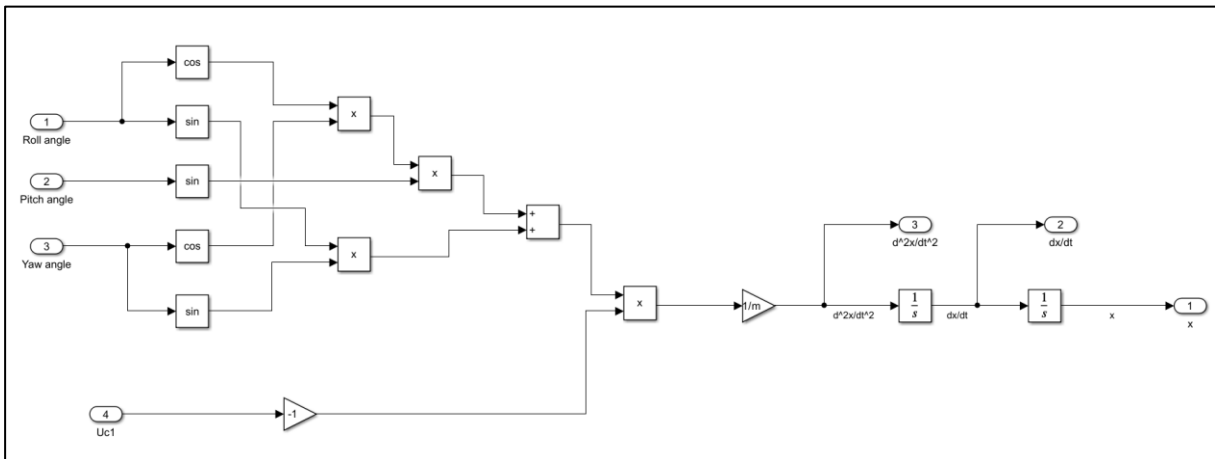 cos
1
Roll angle
sin
x
2
Pitch angle
sin
x
3
Yaw angle
cos
sin
x
+
+
x
4
Uc1
-1
1/m
3
d^2x/dt^2
d^2x/dt^2
1
s
dx/dt
2
dx/dt
1
s
x
1
x